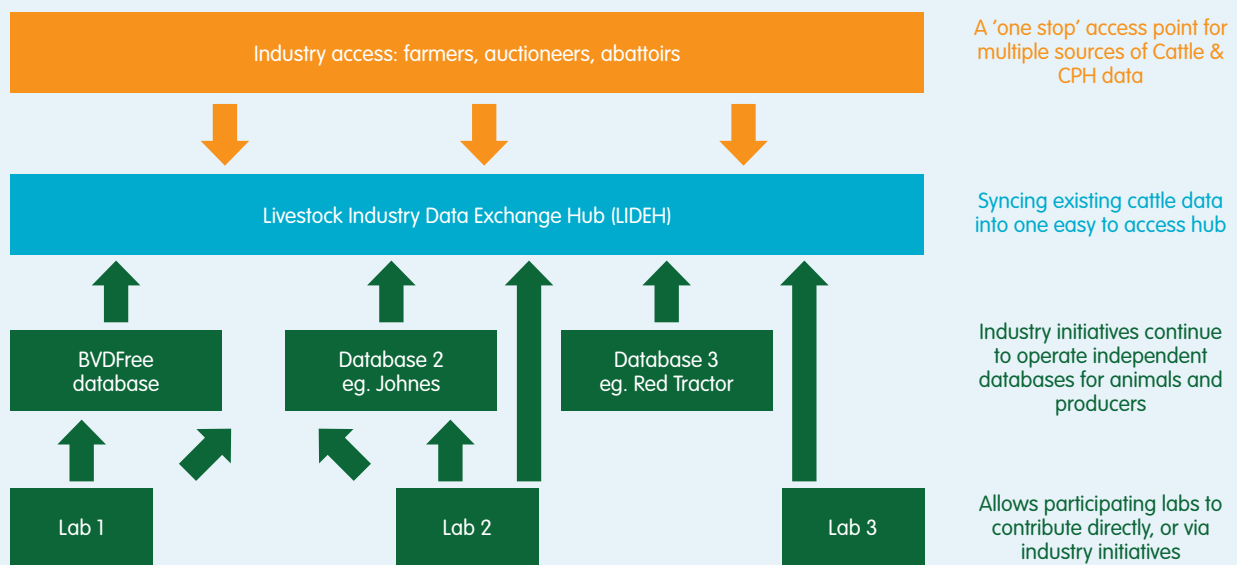 Industry access: farmers, auctioneers, abattoirs
A ‘one stop’ access point for
multiple sources of Cattle &
CPH data
Livestock Industry Data Exchange Hub (LIDEH)
Syncing existing cattle data
into one easy to access hub
BVDFree
database
Database 2
eg. Johnes
Database 3
eg. Red Tractor
Industry initiatives continue
to operate independent
databases for animals and
producers
Lab 1
Lab 2
Lab 3
Allows participating labs to
contribute directly, or via
industry initiatives